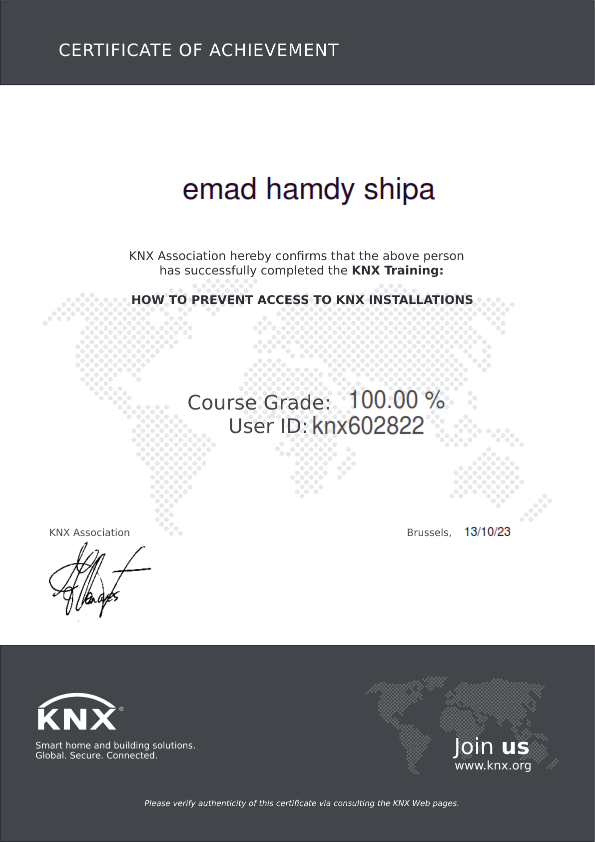 CERTIFICATE OF ACHIEVEMENT
emad hamdy shipa
KNX Association hereby confirms that the above person
has successfully completed the KNX Training:
HOW TO PREVENT ACCESS TO KNX INSTALLATIONS
Course Grade: 100.00 %
User ID: knx602822
KNX Association
Brussels, 13/10/23
KNX®
Smart home and building solutions.
Global. Secure. Connected.
Join us
www.knx.org
Please verify authenticity of this certificate via consulting the KNX Web pages.